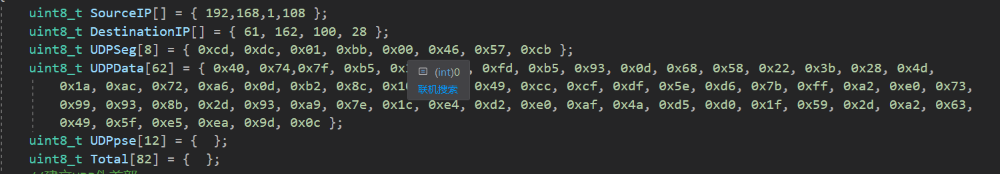 uint8_t SourceIP[] = { 192,168,1,108 };
uint8_t DestinationIP[] = { 61, 162, 100, 28 };
uint8_t UDPSeg[8] = { 0xcd, 0xdc, 0x01, 0xbb, 0x00, 0x46, 0x57, 0xcb };
uint8_t UDPData[62] = { 0x40, 0x74,0x7f, 0xb5, 0xfd, 0xb5, 0x93, 0x0d, 0x68, 0x58, 0x22, 0x3b, 0x28, 0x4d,
(int)0
0x1a, 0xac, 0x72, 0xa6, 0x0d, 0xb2, 0x8c, 0x49, 0xcc, 0xcf, 0xdf, 0x5e, 0xd6, 0x7b, 0xff, 0xa2, 0xe0, 0x73,
联机搜索
0x99, 0x93, 0x8b, 0x2d, 0x93, 0xa9, 0x7e, 0x1c, 0xe4, 0xd2, 0xe0, 0xaf, 0x4a, 0xd5, 0xd0, 0x1f, 0x59, 0x2d, 0xa2, 0x63,
0x49, 0x5f, 0xe5, 0xea, 0x9d, 0x0c };
uint8_t UDPpse[12] = {  };
uint8_t Total[82] = {  };